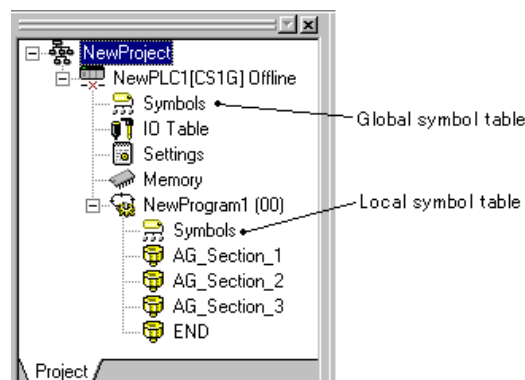 NewProject
NewPLC1[CS1G] Offline
Symbols
Global symbol table
IO Table
Settings
Memory
NewProgram1 (00)
Local symbol table
Symbols
AG_Section_1
AG_Section_2
AG_Section_3
END
Project